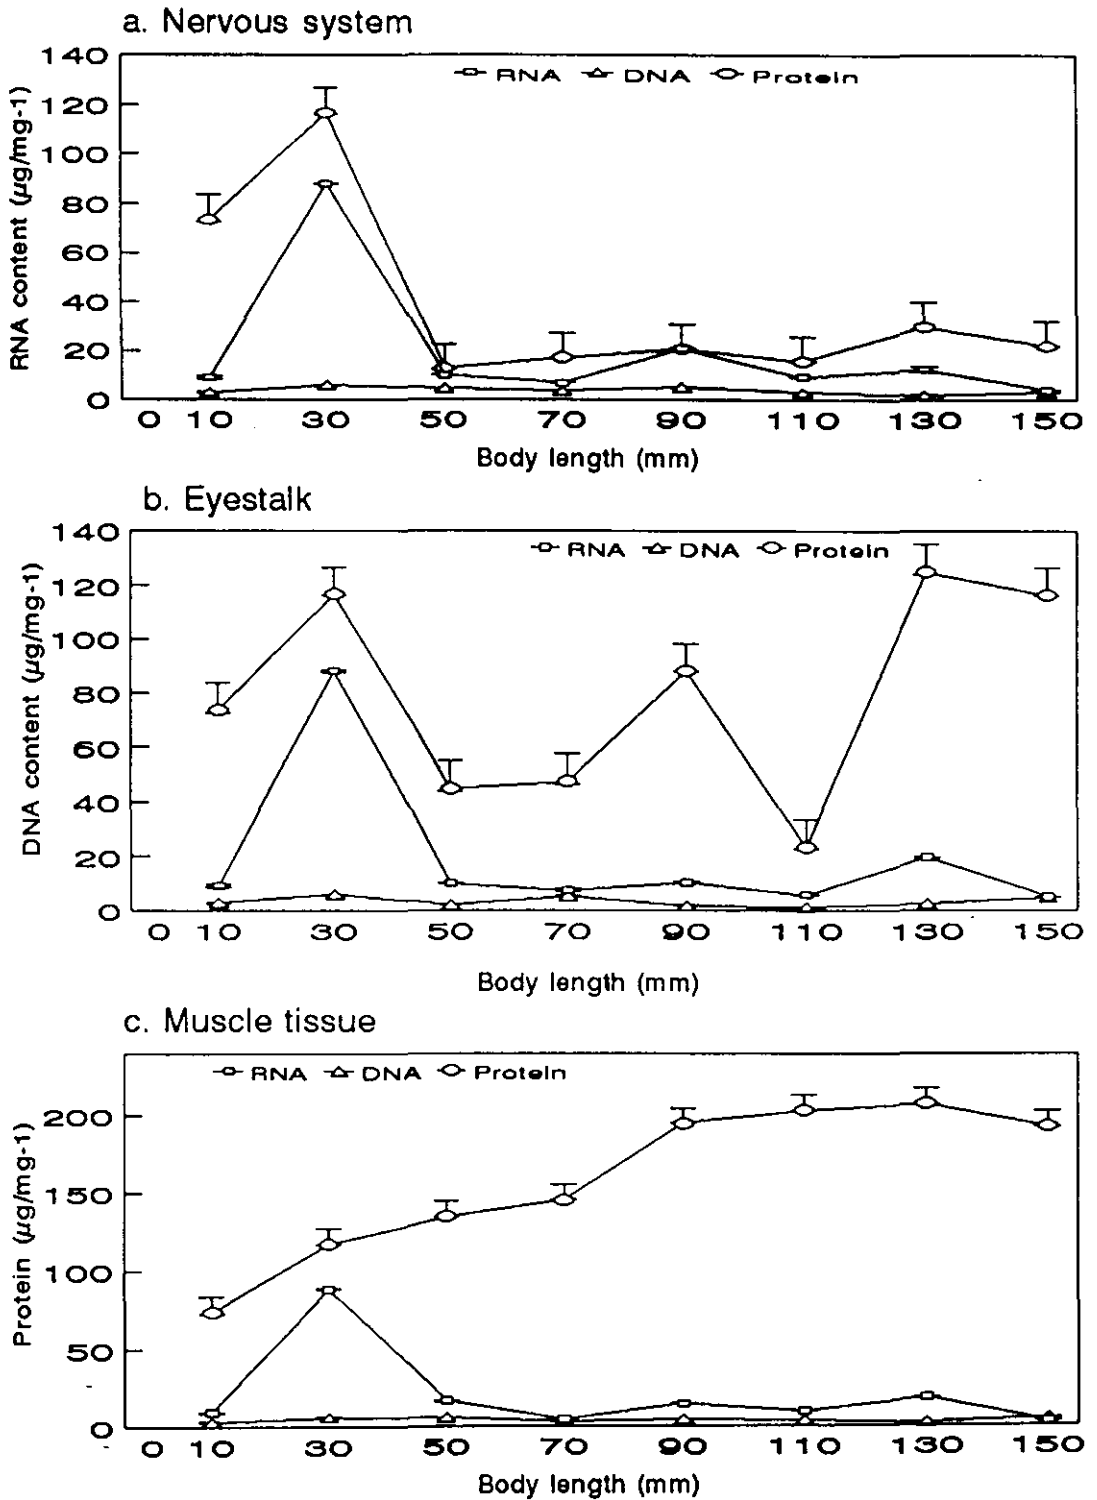 a. Nervous system
RNA DNA Protein
RNA content (µg/mg-1)
140
120
100
80
60
40
20
0
0 10 30 50 70 90 110 130 150
Body length (mm)
b. Eyestalk
RNA DNA Protein
DNA content (µg/mg-1)
140
120
100
80
60
40
20
0
0 10 30 50 70 90 110 130 150
Body length (mm)
c. Muscle tissue
RNA DNA Protein
Protein (µg/mg-1)
200
150
100
50
0
0 10 30 50 70 90 110 130 150
Body length (mm)